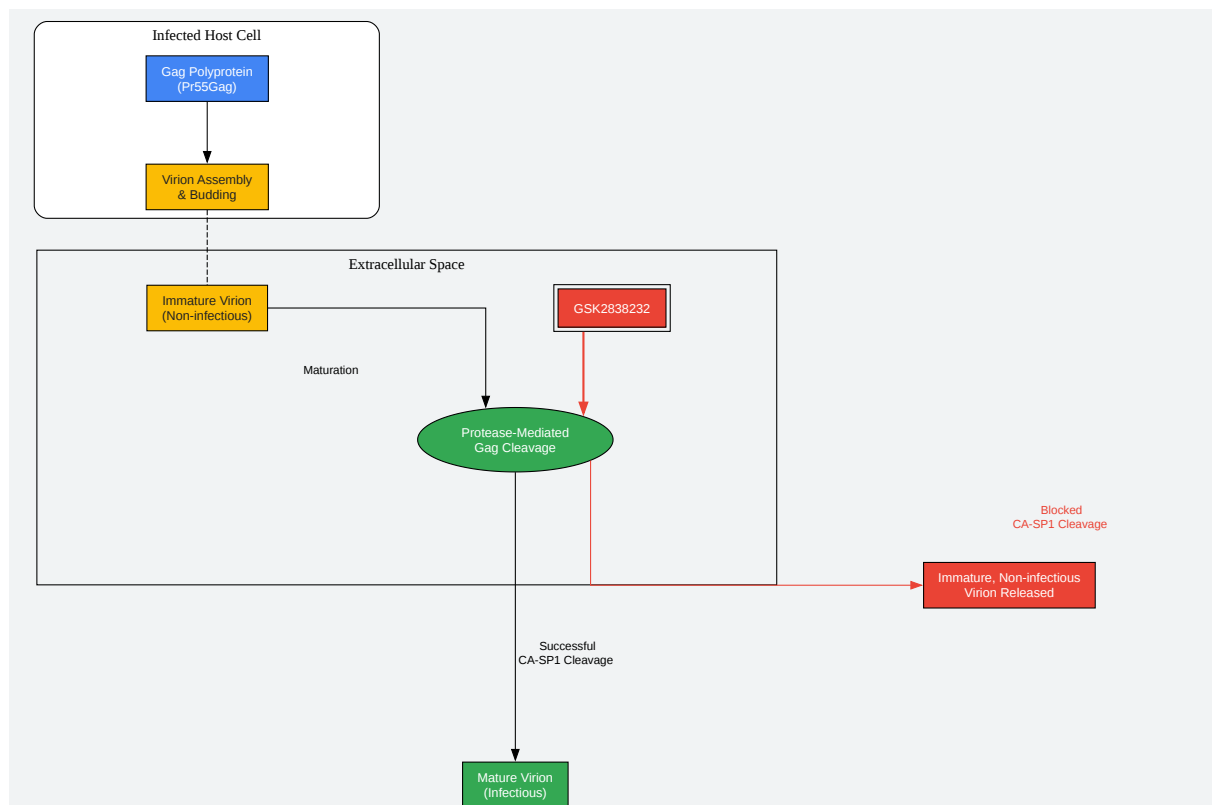 Infected Host Cell
Gag Polyprotein
(Pr55Gag)
Virion Assembly
& Budding
Extracellular Space
Immature Virion
(Non-infectious)
GSK2838232
Maturation
Protease-Mediated
Gag Cleavage
Blocked
CA-SP1 Cleavage
Immature, Non-infectious
Virion Released
Successful
CA-SP1 Cleavage
Mature Virion
(Infectious)